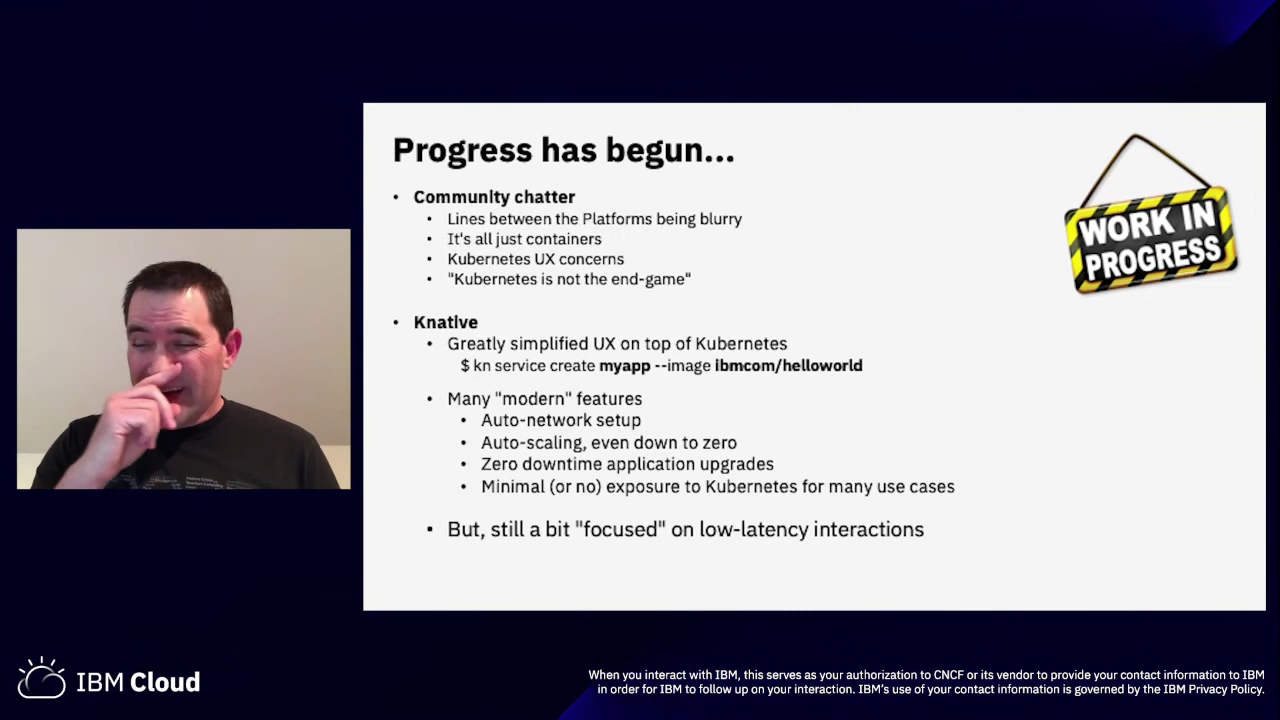 Progress has begun...
• Community chatter
• Lines between the Platforms being blurry
• It's all just containers
• Kubernetes UX concerns
• "Kubernetes is not the end-game"
• Knative
• Greatly simplified UX on top of Kubernetes
$ kn service create myapp --image ibmcom/helloworld
• Many "modern" features
• Auto-network setup
• Auto-scaling, even down to zero
• Zero downtime application upgrades
• Minimal (or no) exposure to Kubernetes for many use cases
• But, still a bit "focused" on low-latency interactions
WORK IN
PROGRESS
IBM Cloud
When you interact with IBM, this serves as your authorization to CNCF or its vendor to provide your contact information to IBM
in order for IBM to follow up on your interaction. IBM's use of your contact information is governed by the IBM Privacy Policy.